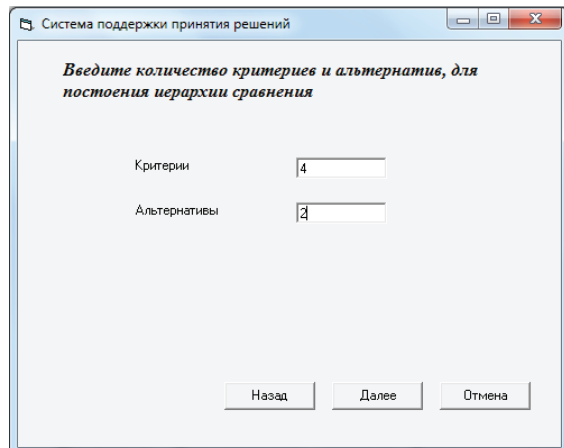 Система поддержки принятия решений
Введите количество критериев и альтернатив, для
постоения иерархии сравнения
Критерии 4
Альтернативы 2
Назад Далее Отмена